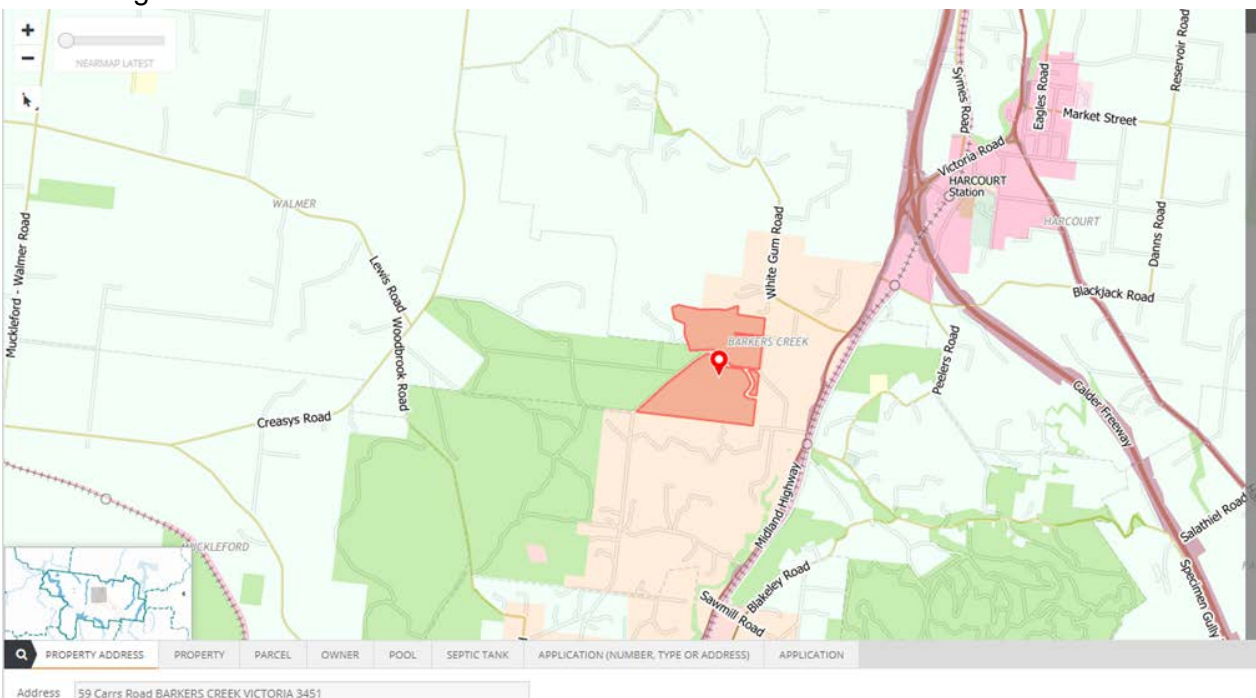 +
NEARMAP LATEST
−
Reservoir Road
Eagles Road
Symes Road
Market Street
Victoria Road
HARCOURT
Station
WALMER
HARCOURT
Muckleford - Walmer Road
White Gum Road
Danns Road
Lewis Road
Blackjack Road
BARKERS CREEK
Woodbrook Road
Peelers Road
Creasys Road
Calder Freeway
Midland Highway
Salathiel Road
MUCKLEFORD
Blakeley Road
Sawmill Road
Specimen Gully
PROPERTY ADDRESS PROPERTY PARCEL OWNER POOL SEPTIC TANK APPLICATION (NUMBER, TYPE OR ADDRESS) APPLICATION
Address 59 Carrs Road BARKERS CREEK VICTORIA 3451